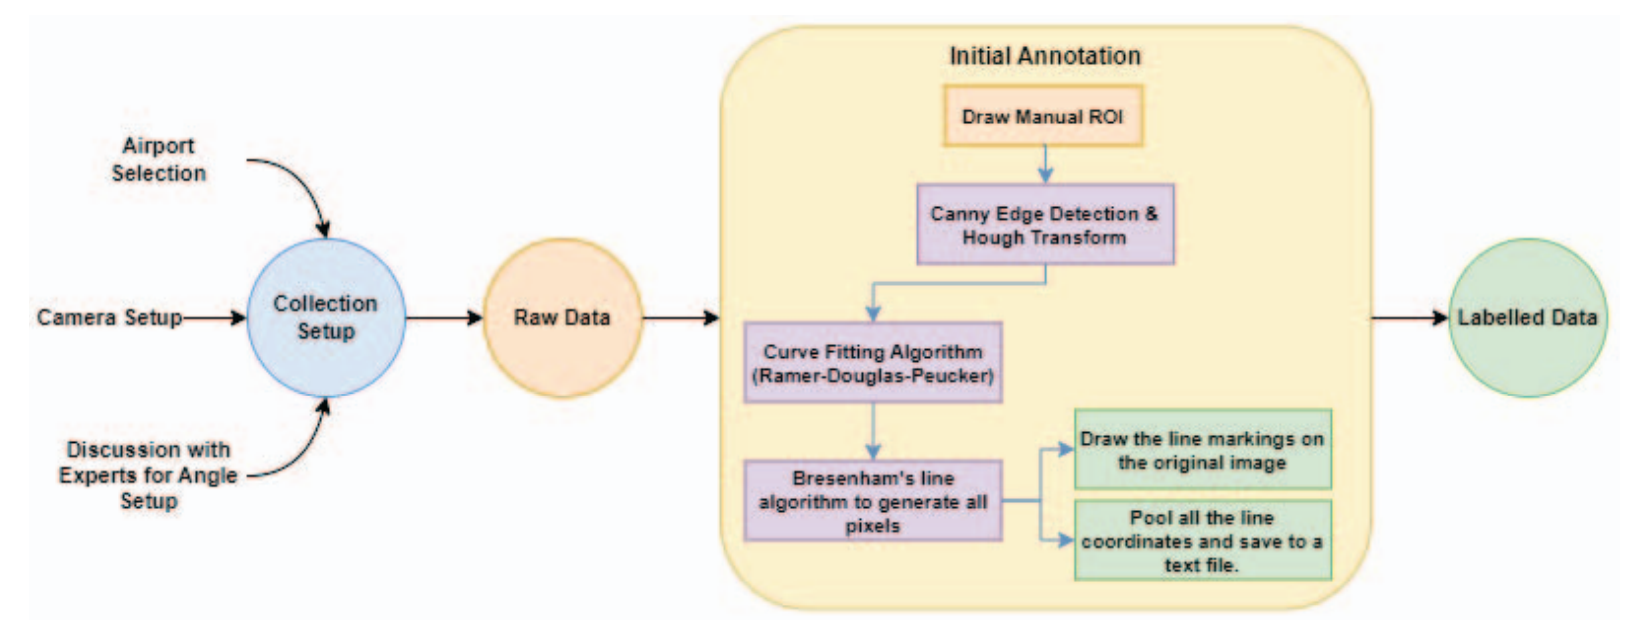 Airport
Selection
Camera Setup
Discussion with
Experts for Angle
Setup
Collection
Setup
Raw Data
Initial Annotation
Draw Manual ROI
Canny Edge Detection &
Hough Transform
Curve Fitting Algorithm
(Ramer-Douglas-Peucker)
Bresenham's line
algorithm to generate all
pixels
Draw the line markings on
the original image
Pool all the line
coordinates and save to a
text file.
Labelled Data